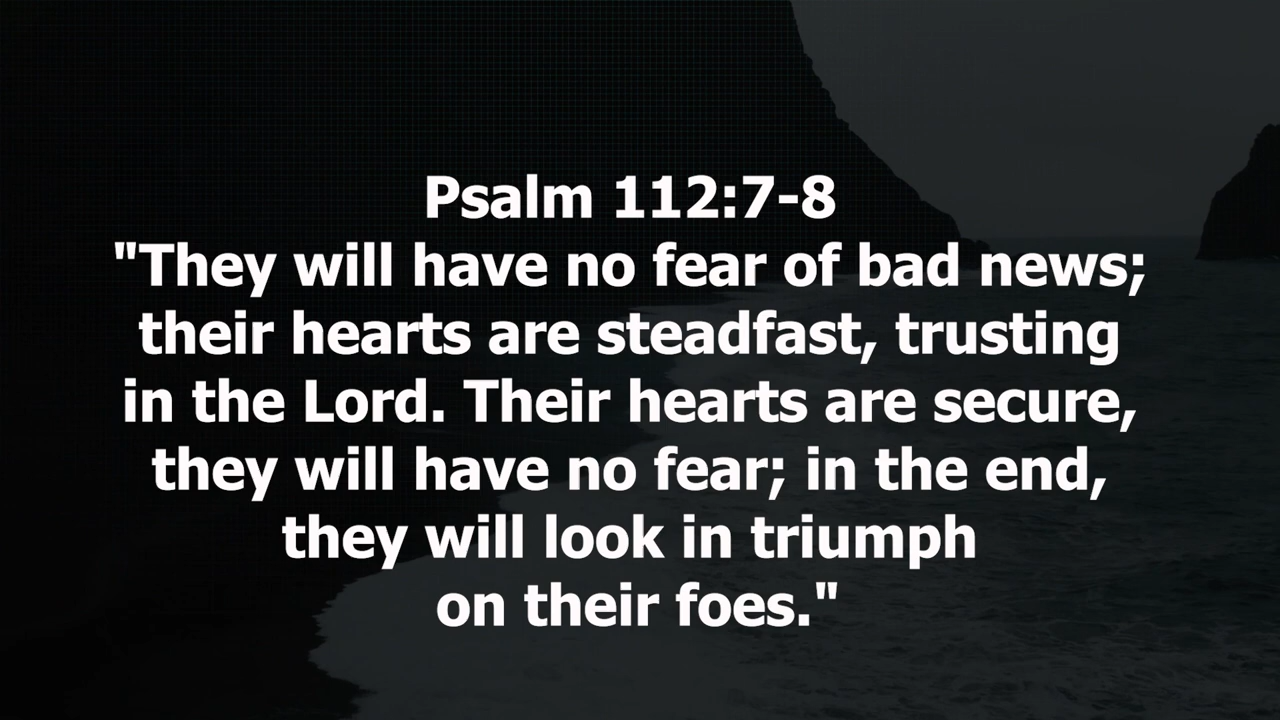 Psalm 112:7-8
"They will have no fear of bad news;
their hearts are steadfast, trusting
in the Lord. Their hearts are secure,
they will have no fear; in the end,
they will look in triumph
on their foes."